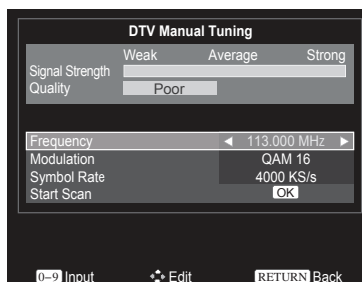 DTV Manual Tuning
Weak Average Strong
Signal Strength
Quality Poor
Frequency ◀ 113.000 MHz ▶
Modulation QAM 16
Symbol Rate 4000 KS/s
Start Scan OK
0–9 Input Edit RETURN Back